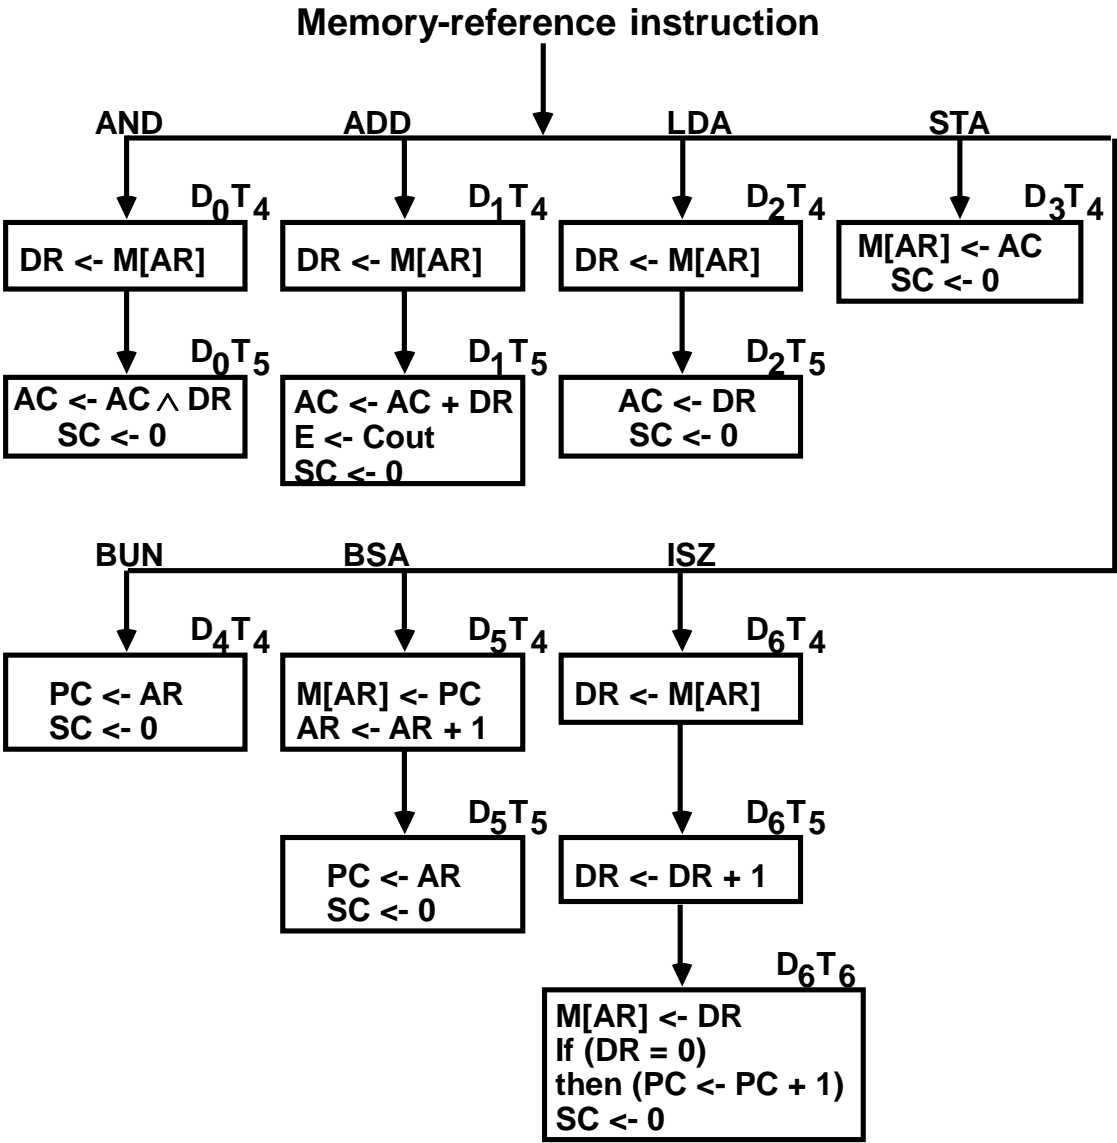 Memory-reference instruction
AND ADD LDA STA
D0T4 D1T4 D2T4 D3T4
DR <- M[AR] DR <- M[AR] DR <- M[AR] M[AR] <- AC
SC <- 0
D0T5 D1T5 D2T5
AC <- AC ∧ DR
SC <- 0
AC <- AC + DR
E <- Cout
SC <- 0
AC <- DR
SC <- 0
BUN BSA ISZ
D4T4 D5T4 D6T4
PC <- AR
SC <- 0
M[AR] <- PC
AR <- AR + 1
DR <- M[AR]
D5T5 D6T5
PC <- AR
SC <- 0
DR <- DR + 1
D6T6
M[AR] <- DR
If (DR = 0)
then (PC <- PC + 1)
SC <- 0